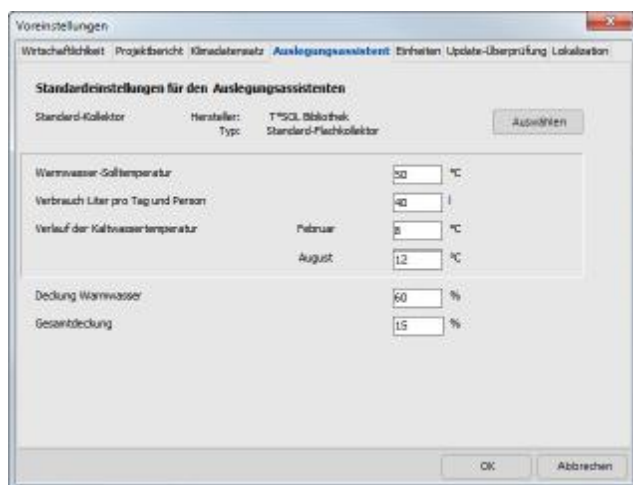 Voreinstellungen
Wirtschaftlichkeit Projektbericht Klimadatensatz Auslegungsassistent Einheiten Update-Überprüfung Lokalization
Standardeinstellungen für den Auslegungsassistenten
Standard-Kollektor Hersteller: T*SOL Bibliothek
Typ: Standard-Flachkollektor
Auswählen
Warmwasser-Solltemperatur 50 °C
Verbrauch Liter pro Tag und Person 40 l
Verlauf der Kaltwassertemperatur Februar 8 °C
August 12 °C
Deckung Warmwasser 60 %
Gesamtdeckung 15 %
OK Abbrechen